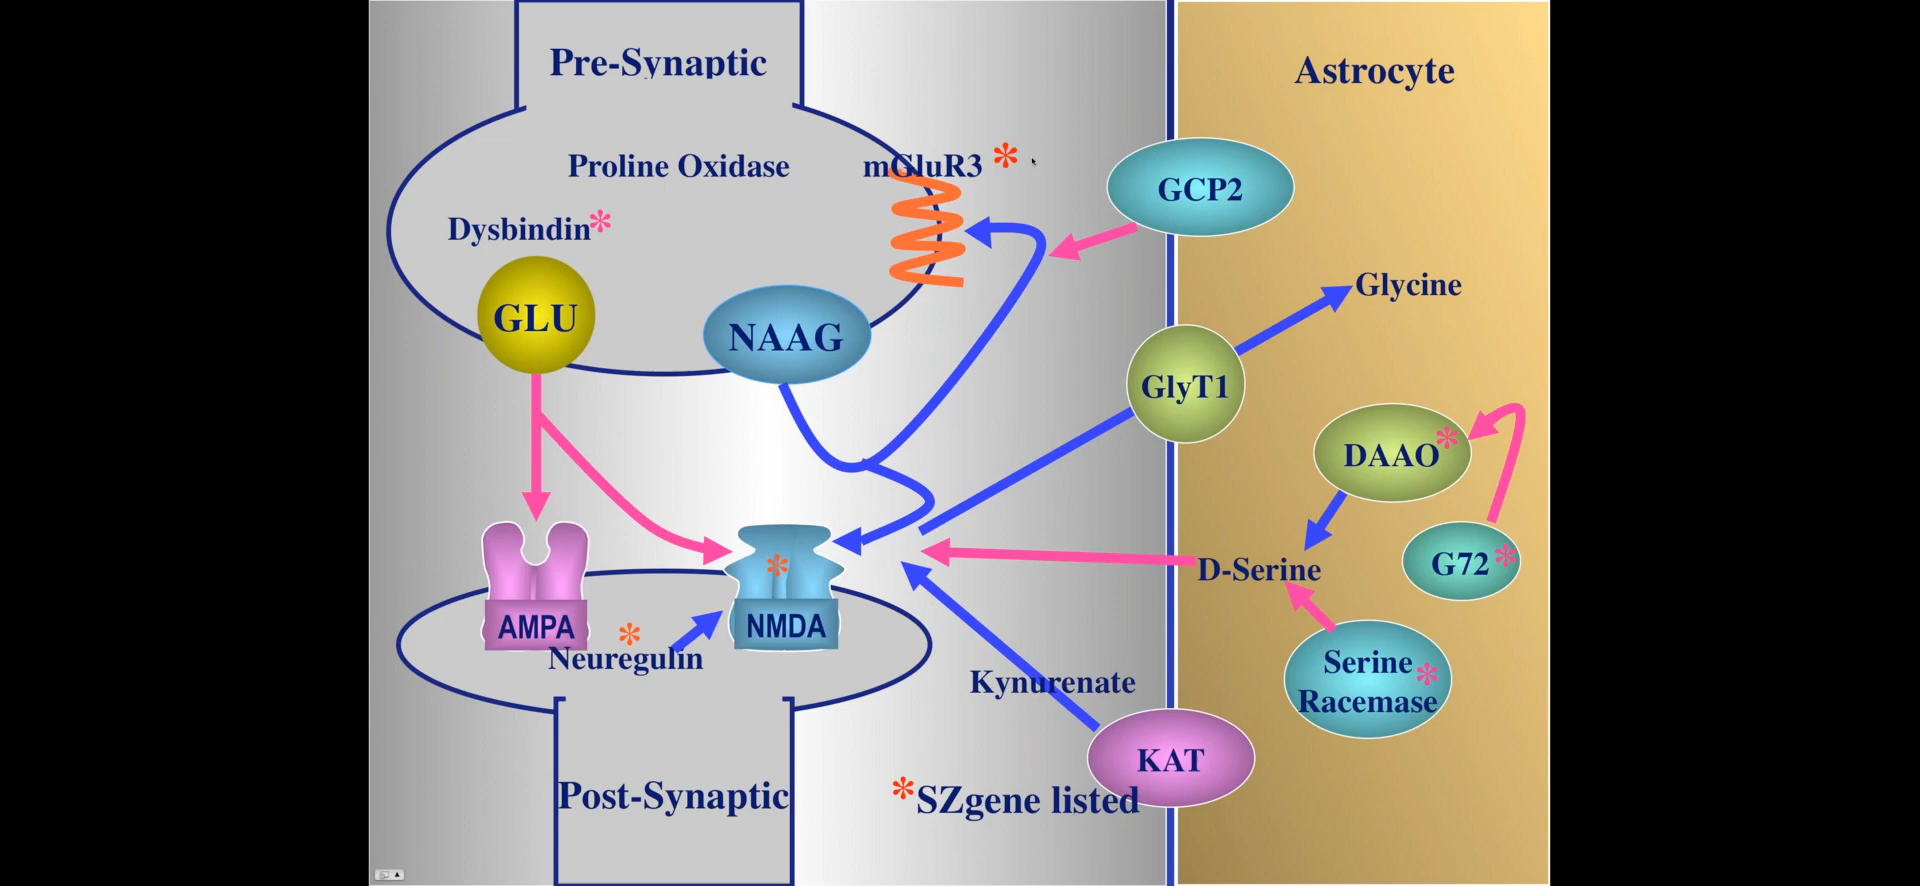 Pre-Synaptic
Astrocyte
Proline Oxidase
mGluR3 *
GCP2
Dysbindin*
Glycine
GLU
NAAG
GlyT1
DAAO*
G72*
D-Serine
AMPA
NMDA
*
*
Neuregulin
Serine
Racemase*
Kynurenate
KAT
Post-Synaptic
*SZgene listed